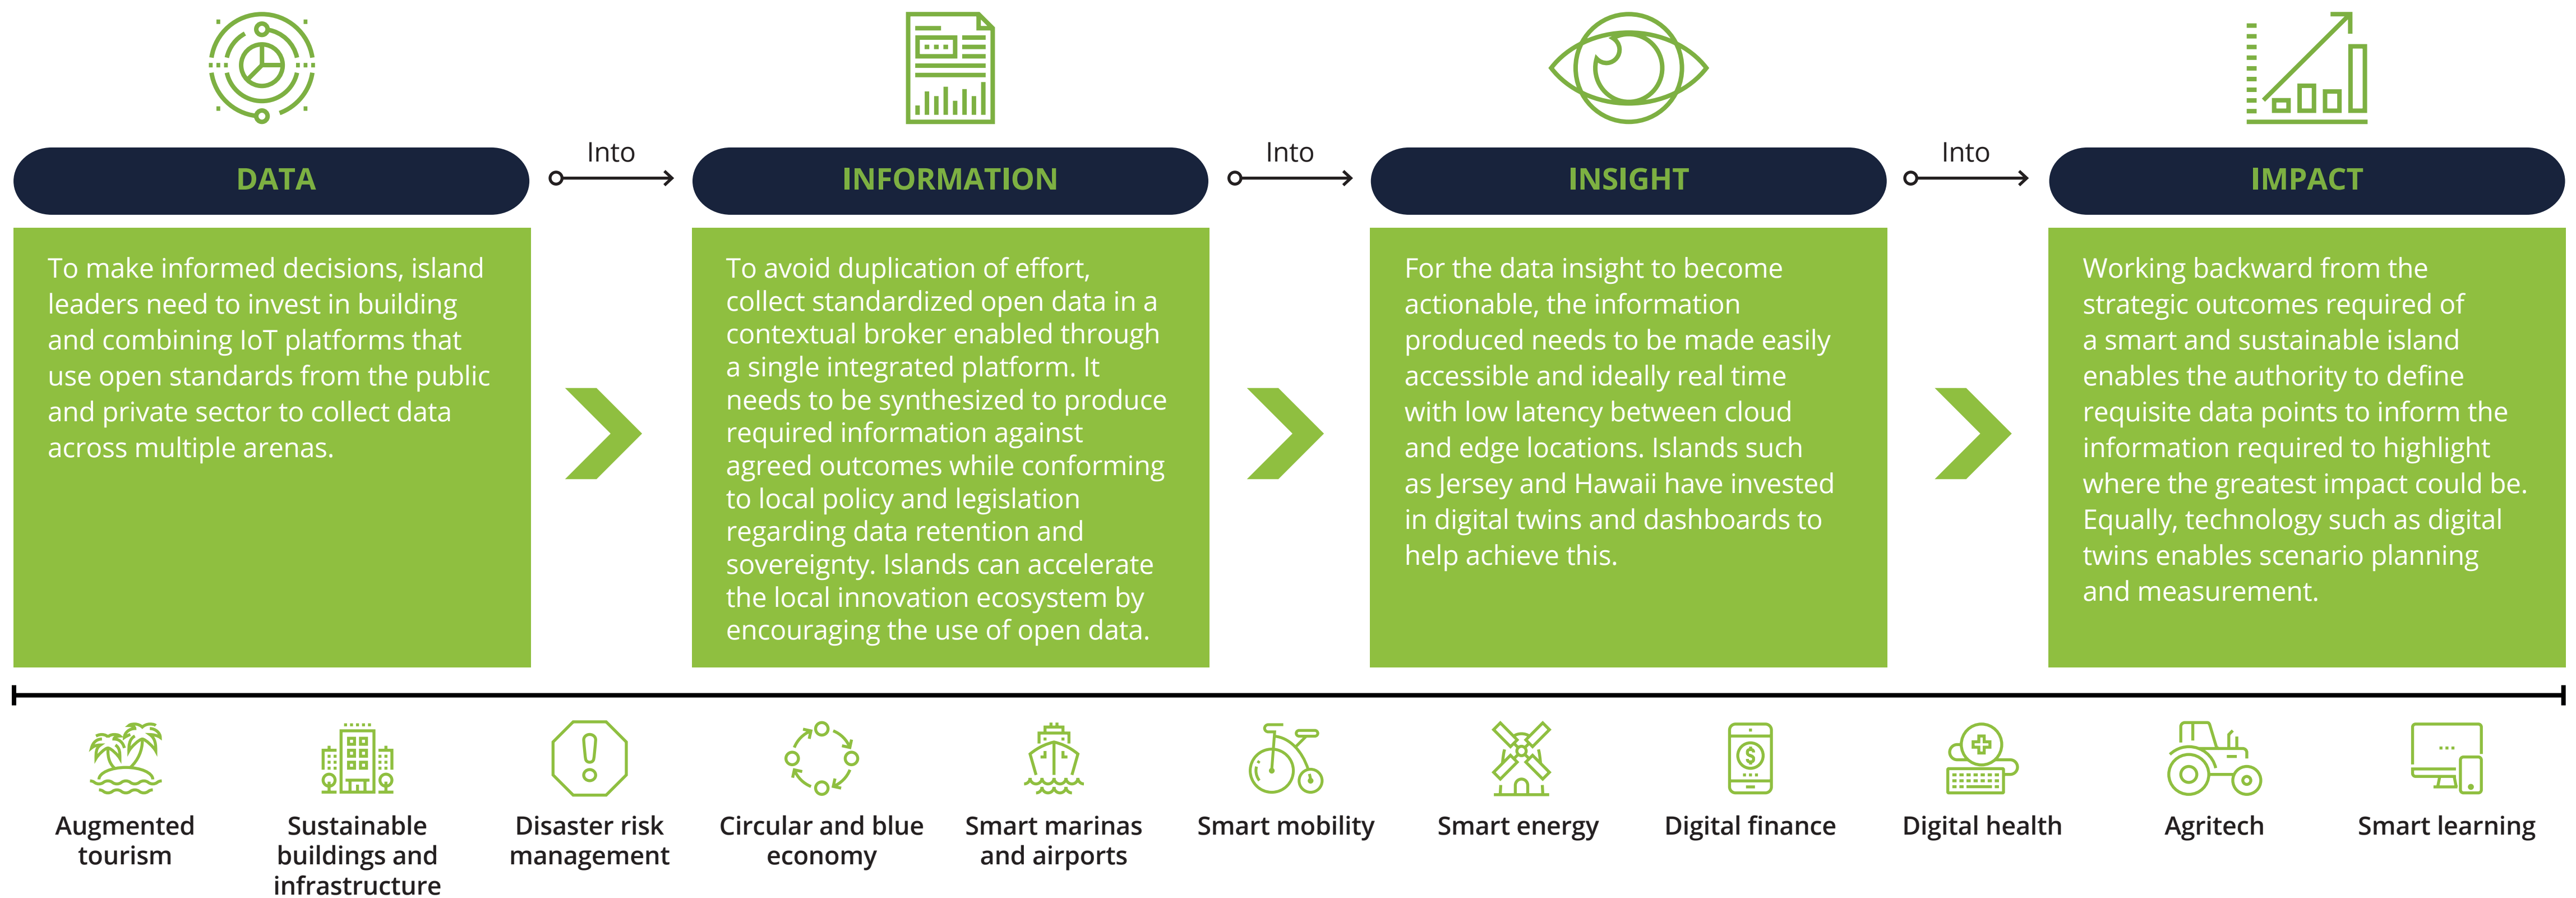 DATA
Into
INFORMATION
Into
INSIGHT
Into
IMPACT
To make informed decisions, island
leaders need to invest in building
and combining IoT platforms that
use open standards from the public
and private sector to collect data
across multiple arenas.
To avoid duplication of effort,
collect standardized open data in a
contextual broker enabled through
a single integrated platform. It
needs to be synthesized to produce
required information against
agreed outcomes while conforming
to local policy and legislation
regarding data retention and
sovereignty. Islands can accelerate
the local innovation ecosystem by
encouraging the use of open data.
For the data insight to become
actionable, the information
produced needs to be made easily
accessible and ideally real time
with low latency between cloud
and edge locations. Islands such
as Jersey and Hawaii have invested
in digital twins and dashboards to
help achieve this.
Working backward from the
strategic outcomes required of
a smart and sustainable island
enables the authority to define
requisite data points to inform the
information required to highlight
where the greatest impact could be.
Equally, technology such as digital
twins enables scenario planning
and measurement.
Augmented
tourism
Sustainable
buildings and
infrastructure
Disaster risk
management
Circular and blue
economy
Smart marinas
and airports
Smart mobility
Smart energy
Digital finance
Digital health
Agritech
Smart learning